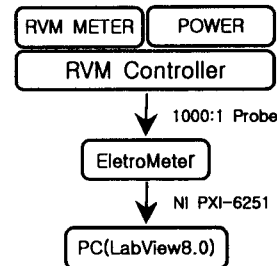 RVM METER POWER
RVM Controller
1000:1 Probe
EletroMeter
NI PXI-6251
PC(LabView8.0)